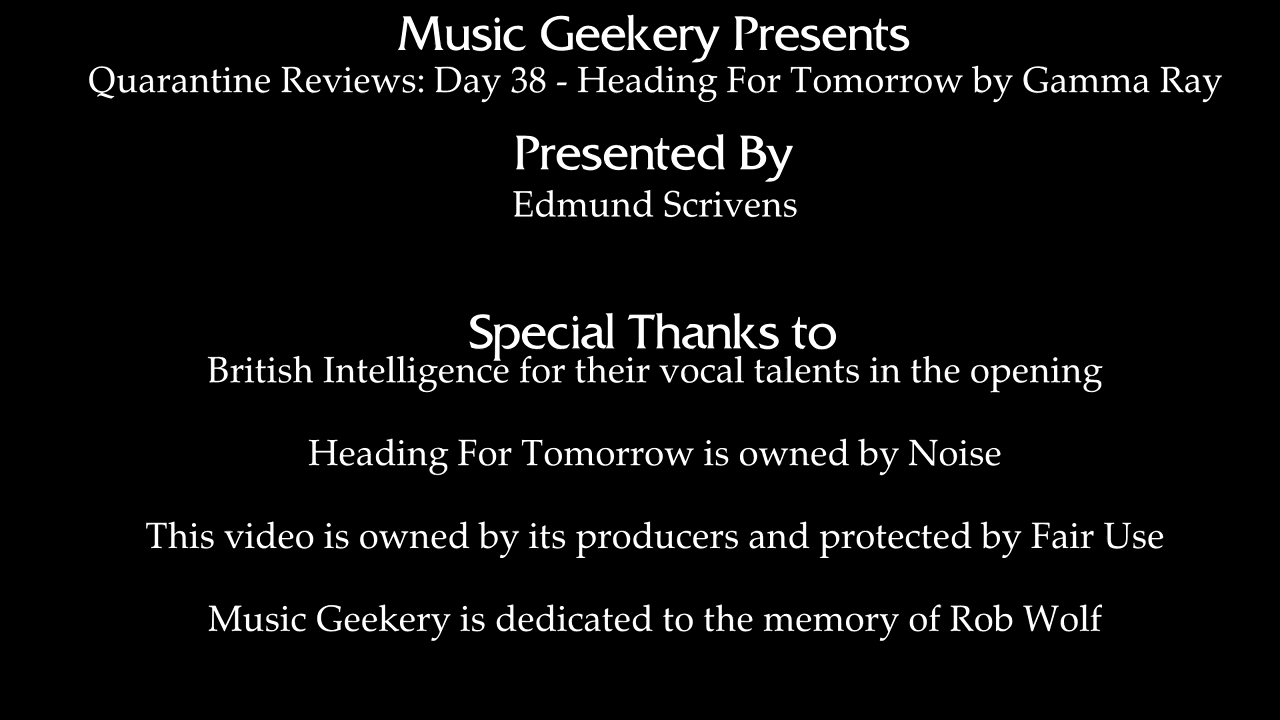 Music Geekery Presents
Quarantine Reviews: Day 38 - Heading For Tomorrow by Gamma Ray
Presented By
Edmund Scrivens
Special Thanks to
British Intelligence for their vocal talents in the opening
Heading For Tomorrow is owned by Noise
This video is owned by its producers and protected by Fair Use
Music Geekery is dedicated to the memory of Rob Wolf